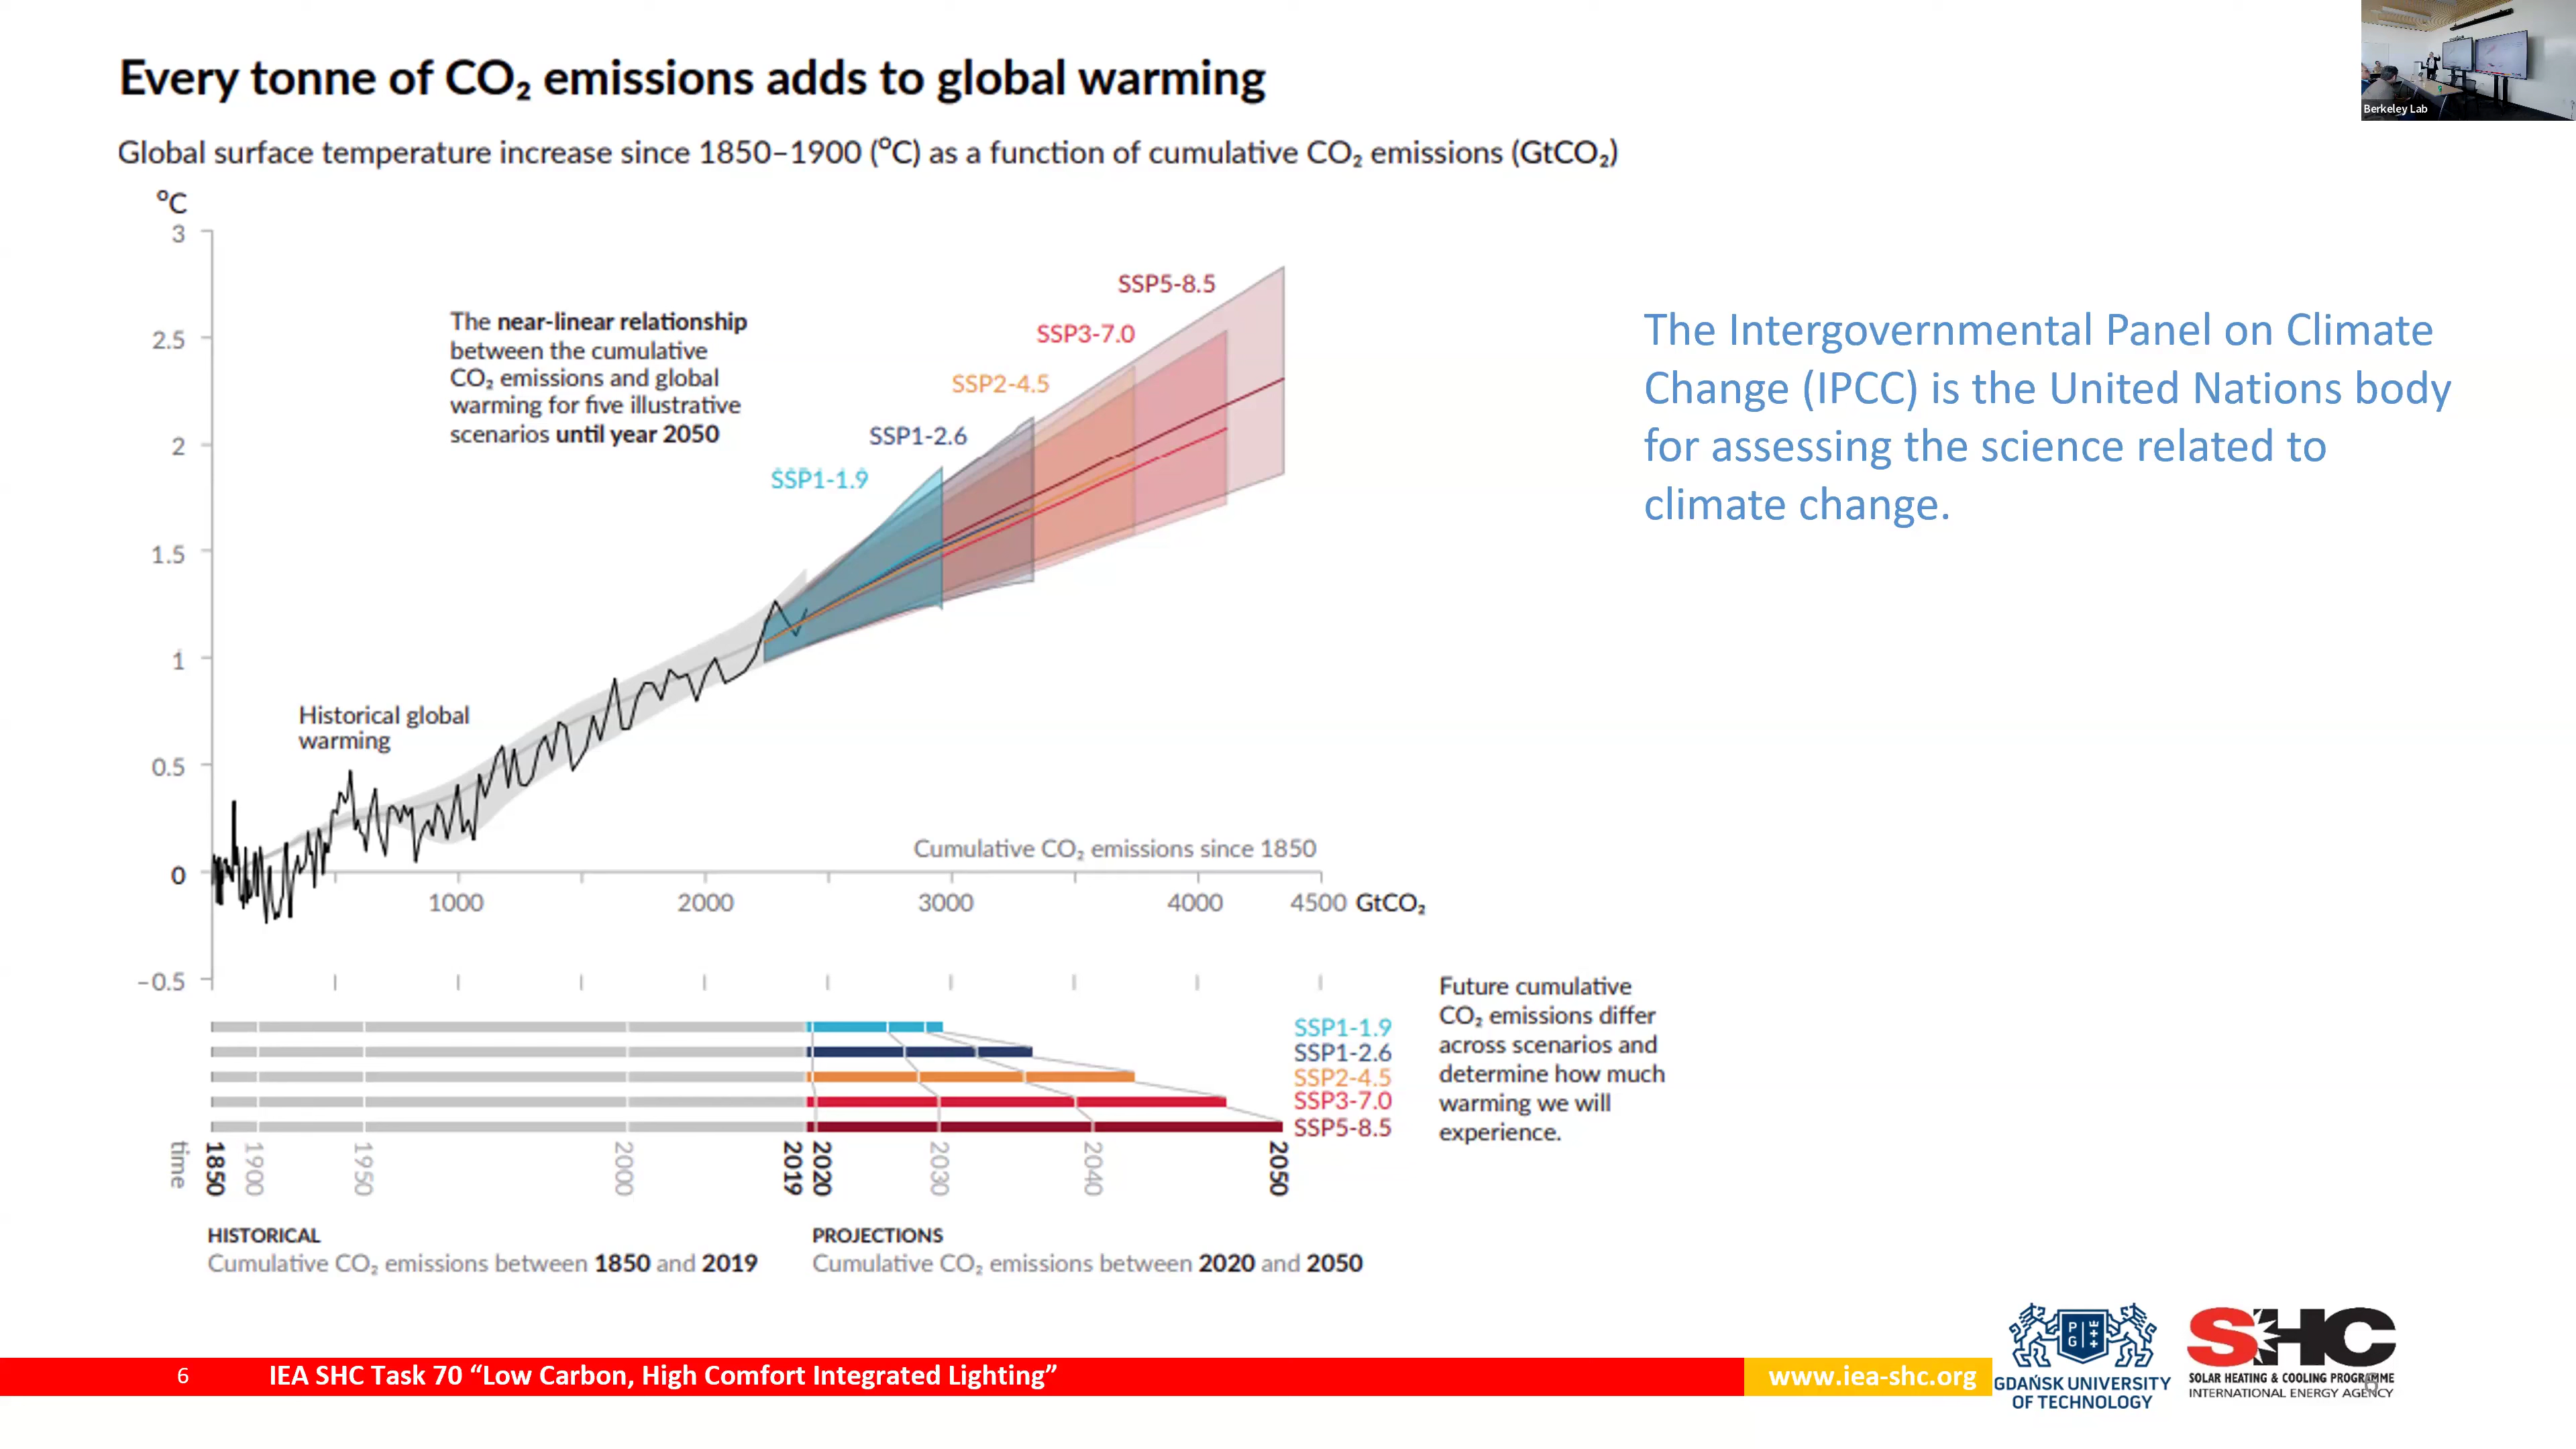 Berkeley Lab
Every tonne of CO₂ emissions adds to global warming
Global surface temperature increase since 1850–1900 (°C) as a function of cumulative CO₂ emissions (GtCO₂)
°C
3
2.5
2
1.5
1
0.5
0
−0.5
The near-linear relationship
between the cumulative
CO₂ emissions and global
warming for five illustrative
scenarios until year 2050
SSP5-8.5
SSP3-7.0
SSP2-4.5
SSP1-2.6
SSP1-1.9
Historical global
warming
Cumulative CO₂ emissions since 1850
1000 2000 3000 4000 4500 GtCO₂
The Intergovernmental Panel on Climate
Change (IPCC) is the United Nations body
for assessing the science related to
climate change.
SSP1-1.9
SSP1-2.6
SSP2-4.5
SSP3-7.0
SSP5-8.5
Future cumulative
CO₂ emissions differ
across scenarios and
determine how much
warming we will
experience.
time 1850 1900 1950 2000 2019 2020 2030 2040 2050
HISTORICAL
Cumulative CO₂ emissions between 1850 and 2019
PROJECTIONS
Cumulative CO₂ emissions between 2020 and 2050
6
IEA SHC Task 70 “Low Carbon, High Comfort Integrated Lighting”
www.iea-shc.org
PG
GDAŃSK UNIVERSITY
OF TECHNOLOGY
SHC
SOLAR HEATING & COOLING PROGRAMME
INTERNATIONAL ENERGY AGENCY
6